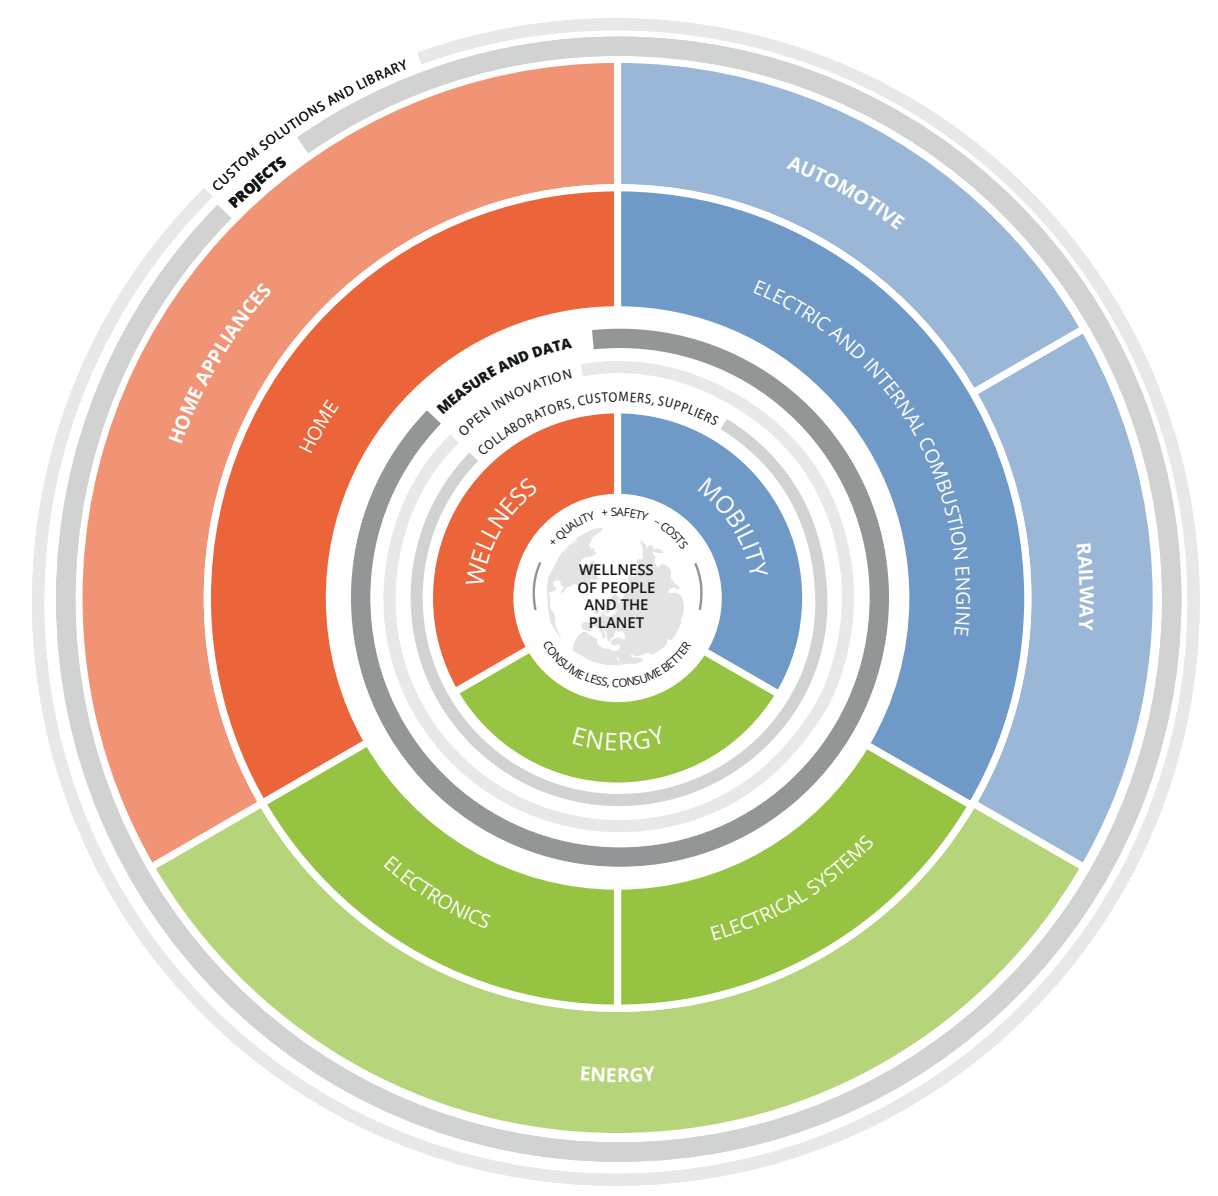 CUSTOM SOLUTIONS AND LIBRARY
PROJECTS
AUTOMOTIVE
HOME APPLIANCES
ELECTRIC AND INTERNAL COMBUSTION ENGINE
HOME
MEASURE AND DATA
OPEN INNOVATION
COLLABORATORS, CUSTOMERS, SUPPLIERS
WELLNESS
MOBILITY
+ QUALITY + SAFETY – COSTS
WELLNESS
OF PEOPLE
AND THE
PLANET
CONSUME LESS, CONSUME BETTER
RAILWAY
ENERGY
ELECTRONICS
ELECTRICAL SYSTEMS
ENERGY